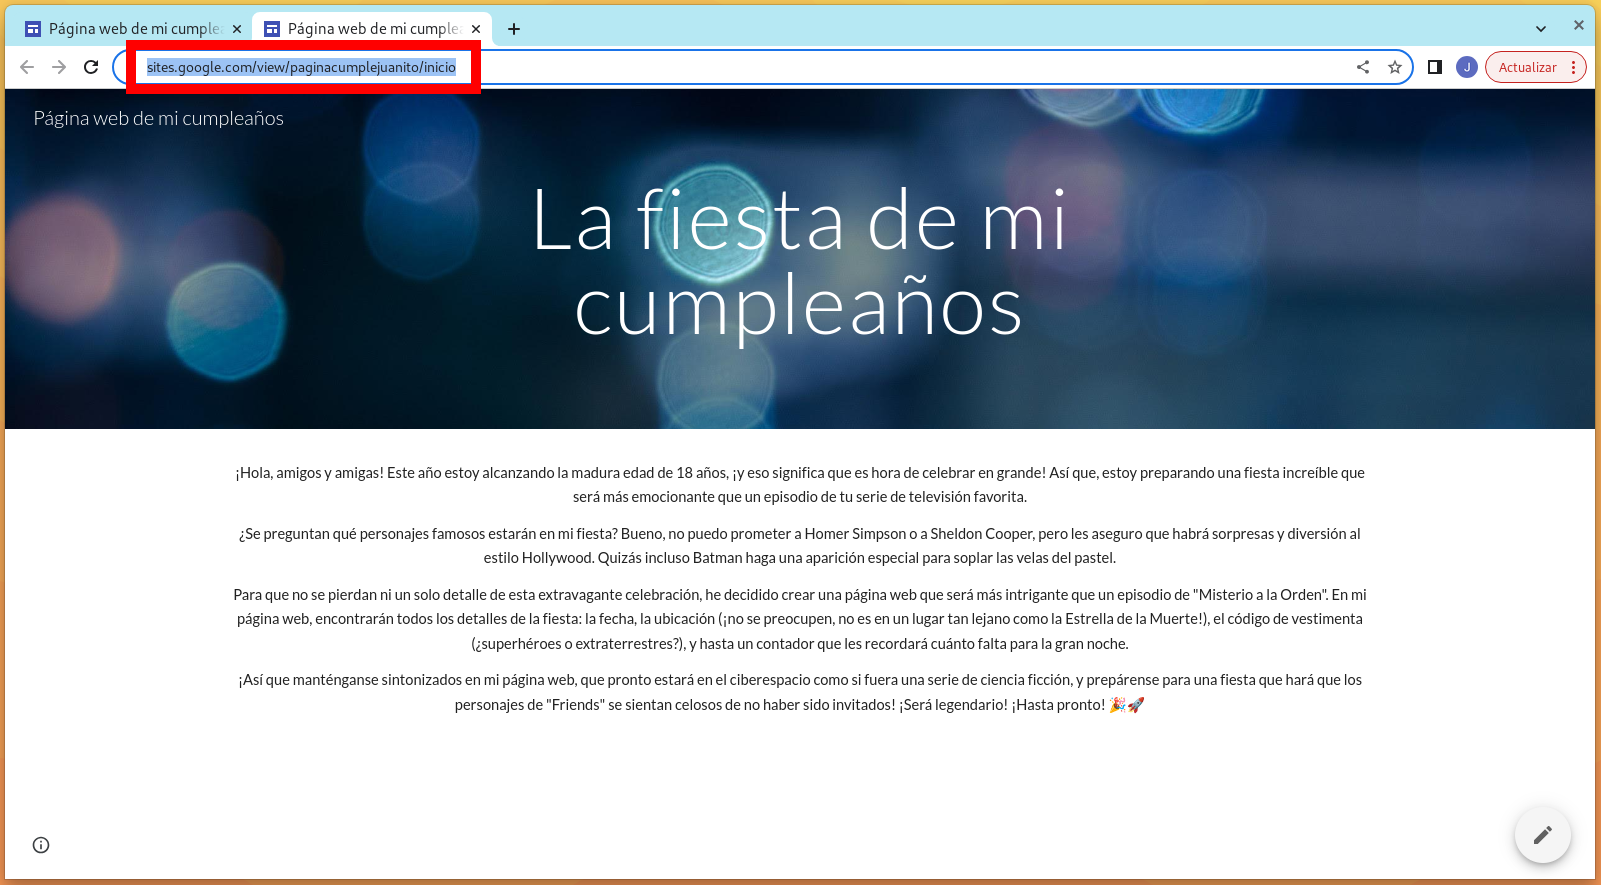 Página web de mi cumple
Página web de mi cumple
sites.google.com/view/paginacumplejuanito/inicio
J
Actualizar
Página web de mi cumpleaños
La fiesta de mi
cumpleaños
¡Hola, amigos y amigas! Este año estoy alcanzando la madura edad de 18 años, ¡y eso significa que es hora de celebrar en grande! Así que, estoy preparando una fiesta increíble que
será más emocionante que un episodio de tu serie de televisión favorita.
¿Se preguntan qué personajes famosos estarán en mi fiesta? Bueno, no puedo prometer a Homer Simpson o a Sheldon Cooper, pero les aseguro que habrá sorpresas y diversión al
estilo Hollywood. Quizás incluso Batman haga una aparición especial para soplar las velas del pastel.
Para que no se pierdan ni un solo detalle de esta extravagante celebración, he decidido crear una página web que será más intrigante que un episodio de "Misterio a la Orden". En mi
página web, encontrarán todos los detalles de la fiesta: la fecha, la ubicación (¡no se preocupen, no es en un lugar tan lejano como la Estrella de la Muerte!), el código de vestimenta
(¿superhéroes o extraterrestres?), y hasta un contador que les recordará cuánto falta para la gran noche.
¡Así que manténganse sintonizados en mi página web, que pronto estará en el ciberespacio como si fuera una serie de ciencia ficción, y prepárense para una fiesta que hará que los
personajes de "Friends" se sientan celosos de no haber sido invitados! ¡Será legendario! ¡Hasta pronto! 🎉🚀